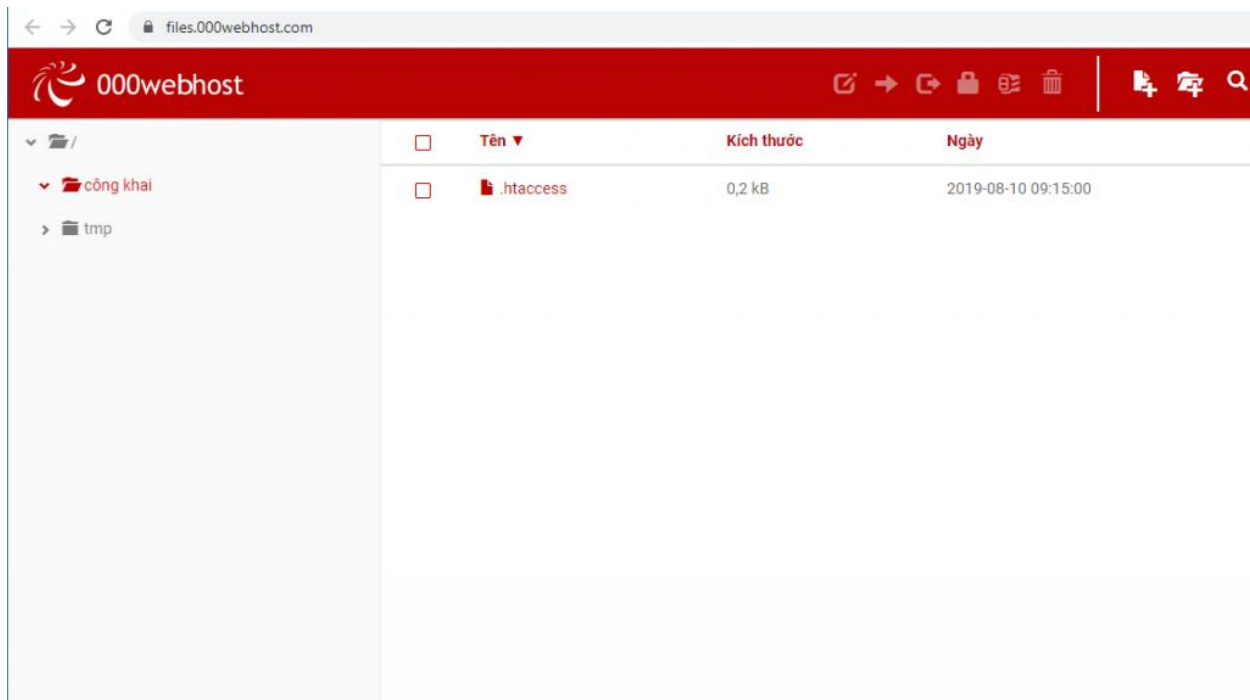 files.000webhost.com
000webhost
/
công khai
tmp
Tên ▼ Kích thước Ngày
.htaccess 0,2 kB 2019-08-10 09:15:00